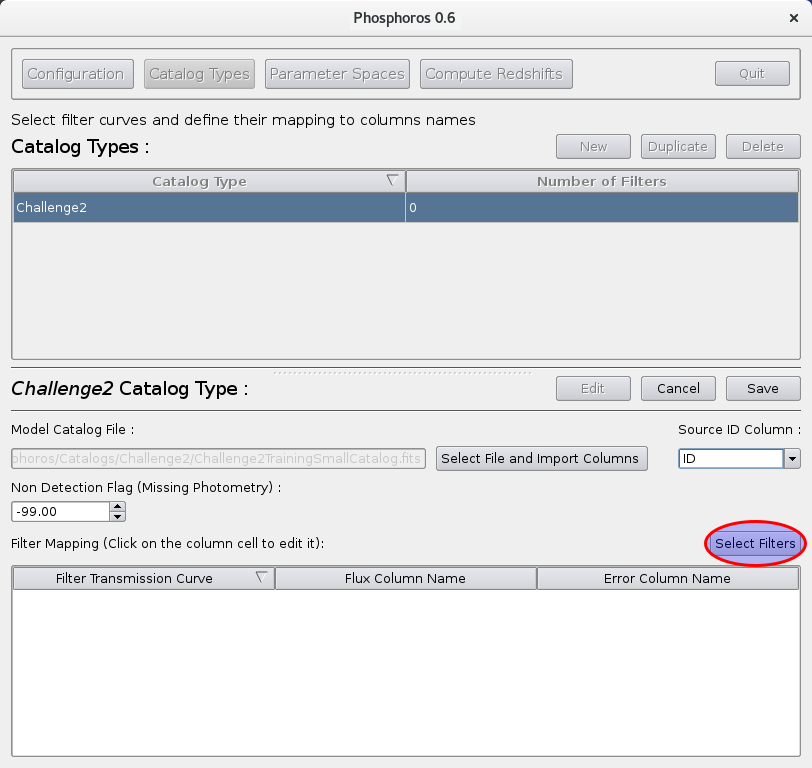 Phosphoros 0.6
Configuration Catalog Types Parameter Spaces Compute Redshifts Quit
Select filter curves and define their mapping to columns names
Catalog Types : New Duplicate Delete
Catalog Type Number of Filters
Challenge2 0
Challenge2 Catalog Type : Edit Cancel Save
Model Catalog File : Source ID Column :
phoros/Catalogs/Challenge2/Challenge2TrainingSmallCatalog.fits Select File and Import Columns ID
Non Detection Flag (Missing Photometry) :
-99.00
Filter Mapping (Click on the column cell to edit it): Select Filters
Filter Transmission Curve Flux Column Name Error Column Name